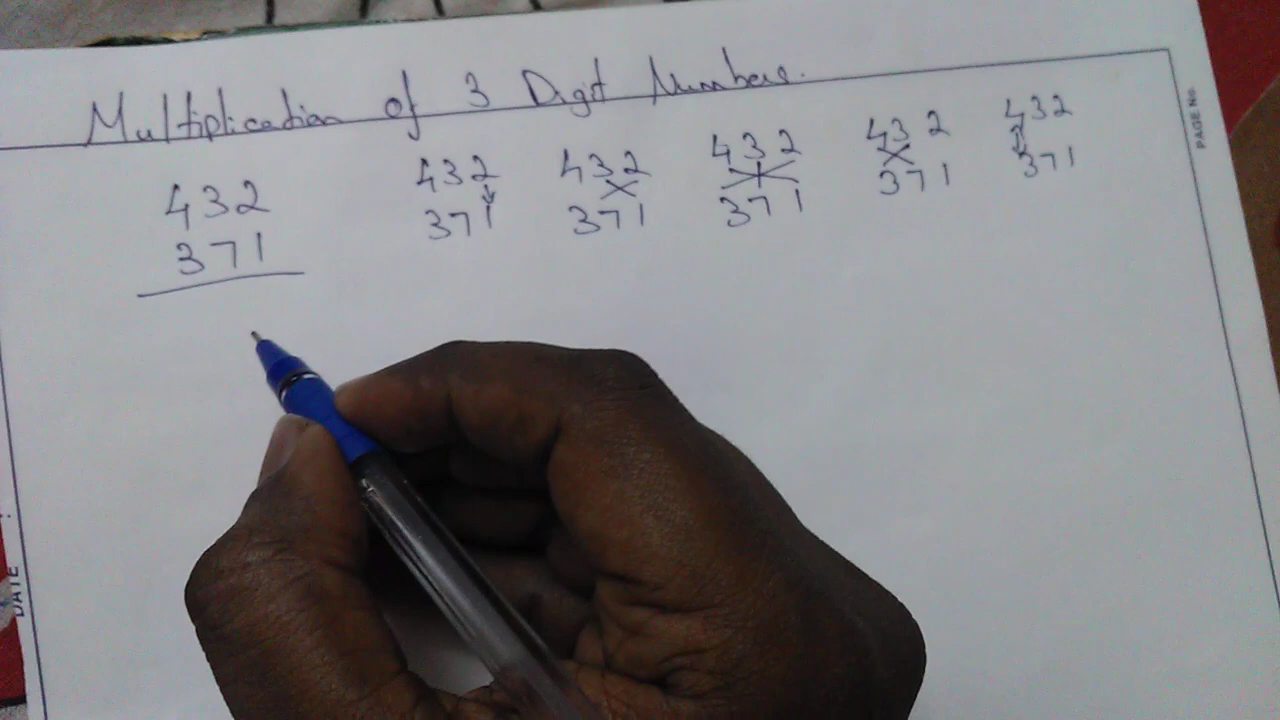 Multiplication of 3 Digit Numbers.
432 432 432 432 432 432
371 371 371 371 371 371
PAGE No.
DATE